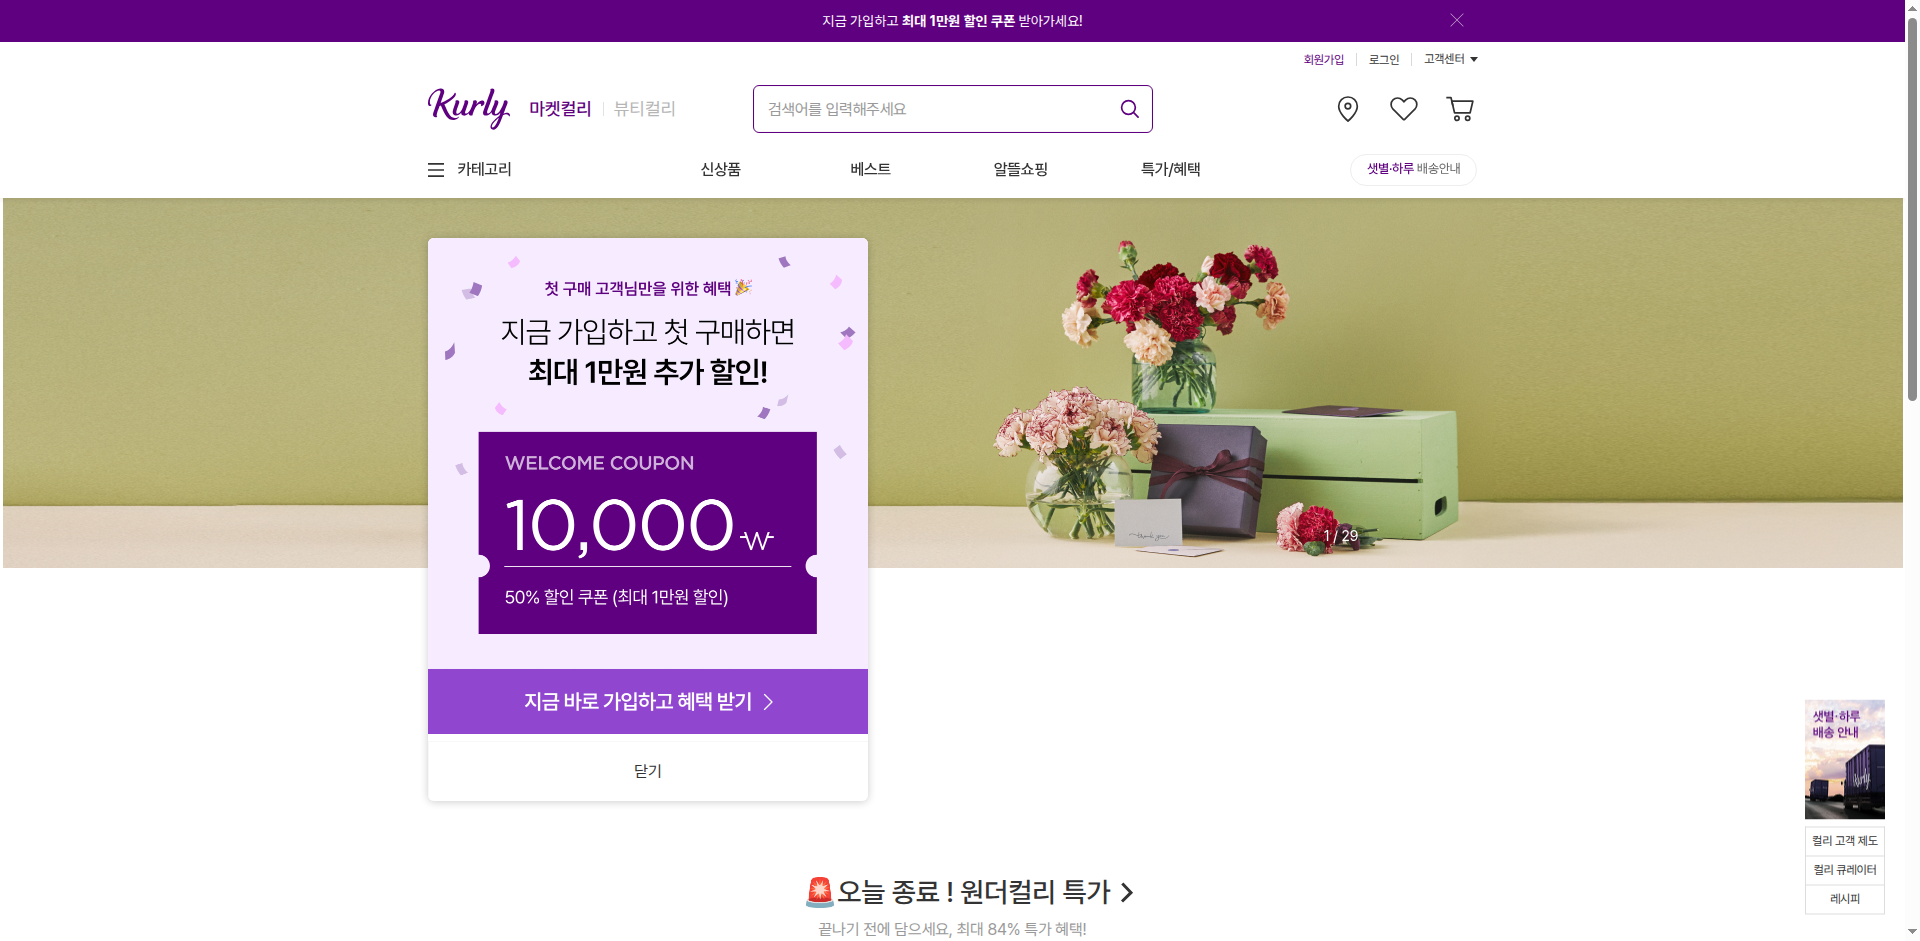 지금 가입하고 최대 1만원 할인 쿠폰 받아가세요!
회원가입 로그인 고객센터
Kurly 마켓컬리 뷰티컬리 검색어를 입력해주세요
카테고리 신상품 베스트 알뜰쇼핑 특가/혜택 샛별·하루 배송안내
첫 구매 고객님만을 위한 혜택
지금 가입하고 첫 구매하면
최대 1만원 추가 할인!
WELCOME COUPON
10,000₩
50% 할인 쿠폰 (최대 1만원 할인)
지금 바로 가입하고 혜택 받기
닫기
thank you
1 / 29
샛별·하루
배송 안내
Kurly
컬리 고객 제도
컬리 큐레이터
레시피
오늘 종료 ! 원더컬리 특가
끝나기 전에 담으세요, 최대 84% 특가 혜택!